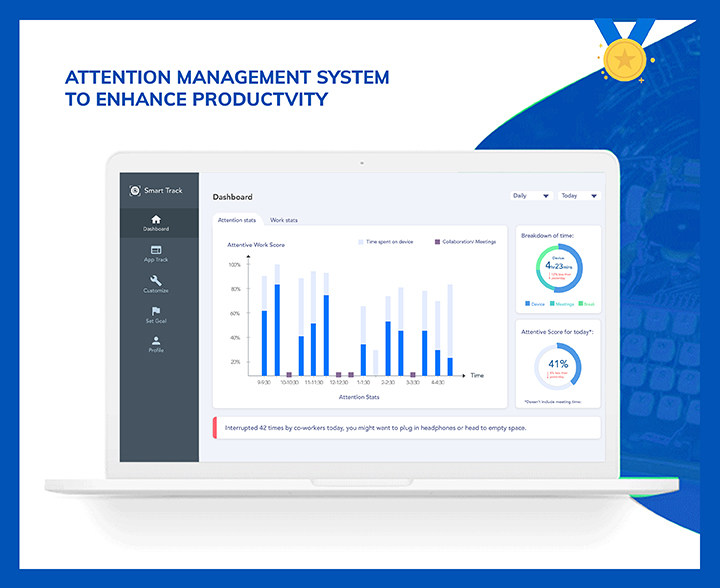 ATTENTION MANAGEMENT SYSTEM
TO ENHANCE PRODUCTVITY
Smart Track
Dashboard
App Track
Customize
Set Goal
Profile
Dashboard
Daily
Today
Attention stats
Work stats
Attentive Work Score
Time spent on device
Collaboration/ Meetings
100%
80%
60%
40%
20%
9-9:30
10-10:30
11-11:30
12-12:30
1-1:30
2-2:30
3-3:30
4-4:30
Time
Attention Stats
Breakdown of time:
Device
4hr23mins
Device
Meetings
Break
Attentive Score for today*:
41%
*Doesn't include meeting time.
Interrupted 42 times by co-workers today, you might want to plug in headphones or head to empty space.